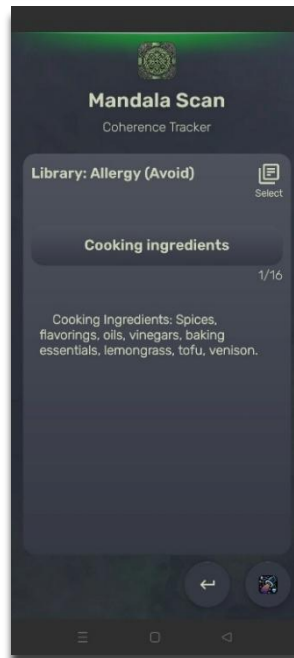 Mandala Scan
Coherence Tracker
Library: Allergy (Avoid)
Select
Cooking ingredients
1/16
Cooking Ingredients: Spices,
flavorings, oils, vinegars, baking
essentials, lemongrass, tofu, venison.